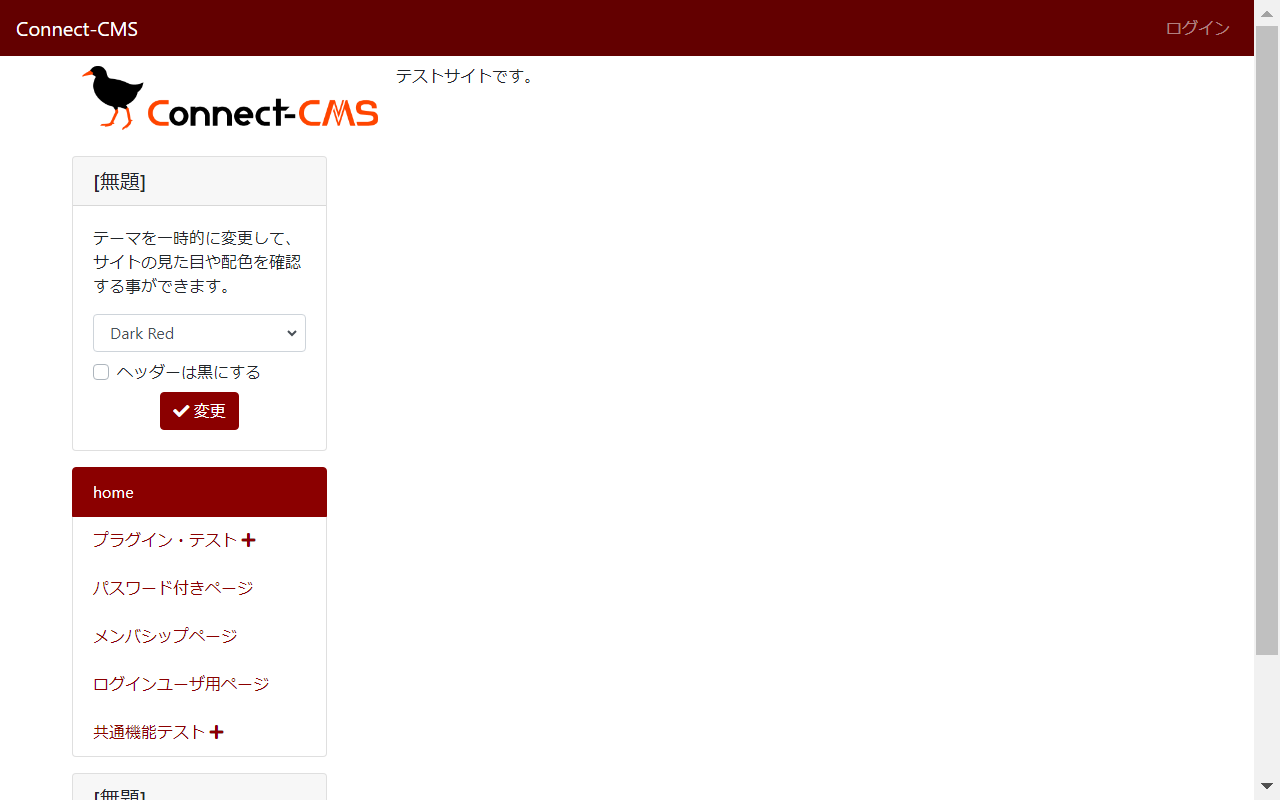 Connect-CMS
ログイン
Connect-CMS
テストサイトです。
[無題]
テーマを一時的に変更して、
サイトの見た目や配色を確認
する事ができます。
Dark Red
ヘッダーは黒にする
変更
home
プラグイン・テスト
パスワード付きページ
メンバシップページ
ログインユーザ用ページ
共通機能テスト
[無題]